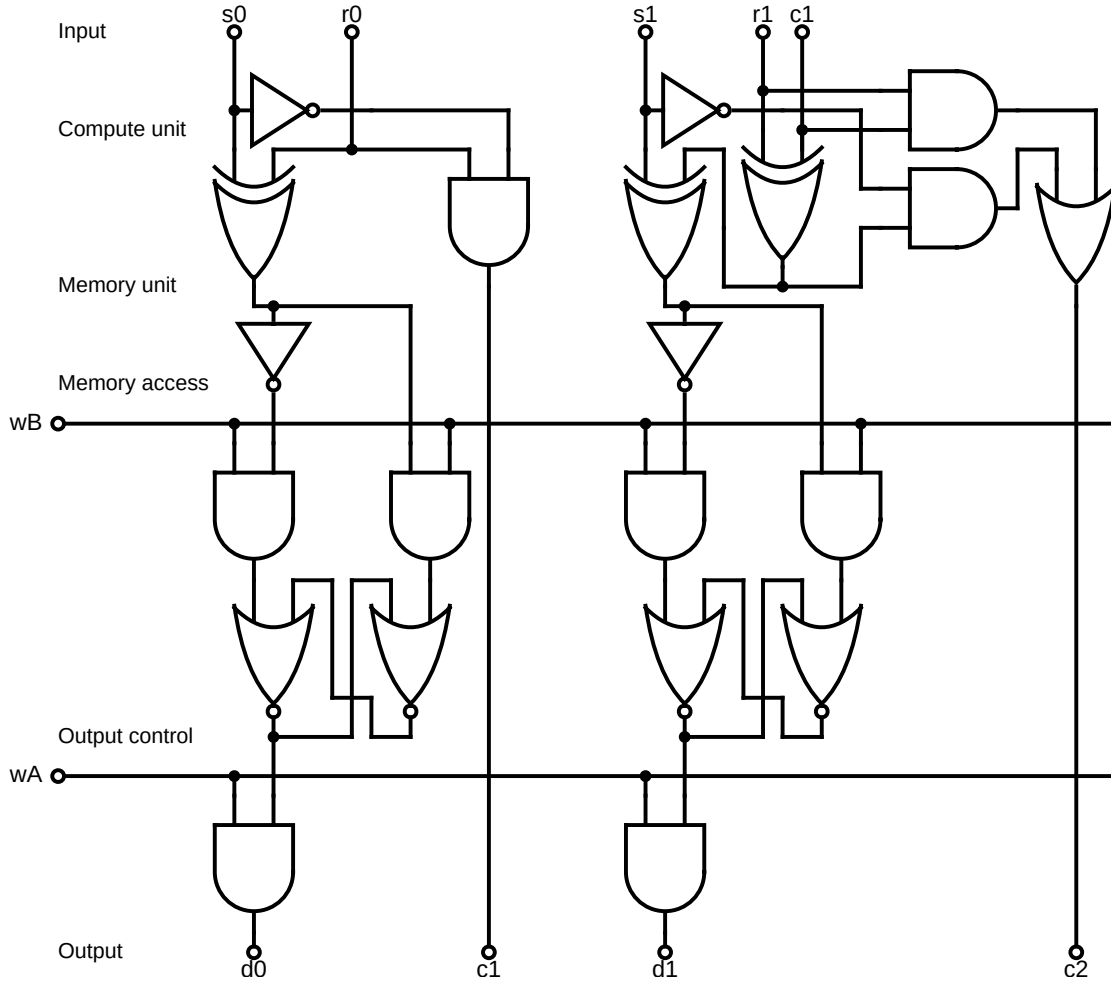 s0 r0 s1 r1 c1
Input
Compute unit
Memory unit
Memory access
wB
Output control
wA
Output
d0 c1 d1 c2